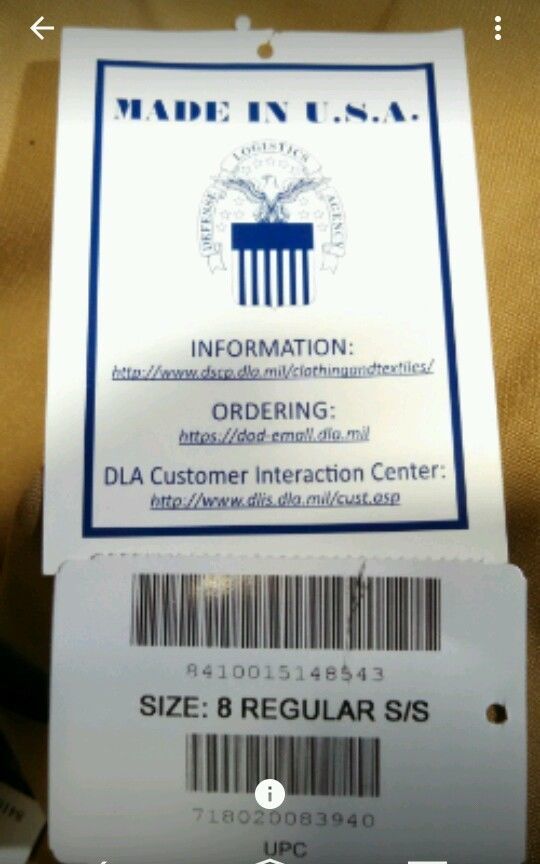 MADE IN U.S.A.
DEFENSE LOGISTICS AGENCY
INFORMATION:
http://www.dscp.dla.mil/clothingandtextiles/
ORDERING:
https://dod-emall.dla.mil
DLA Customer Interaction Center:
http://www.dlis.dla.mil/cust.asp
8410015148543
SIZE: 8 REGULAR S/S
718020083940
UPC